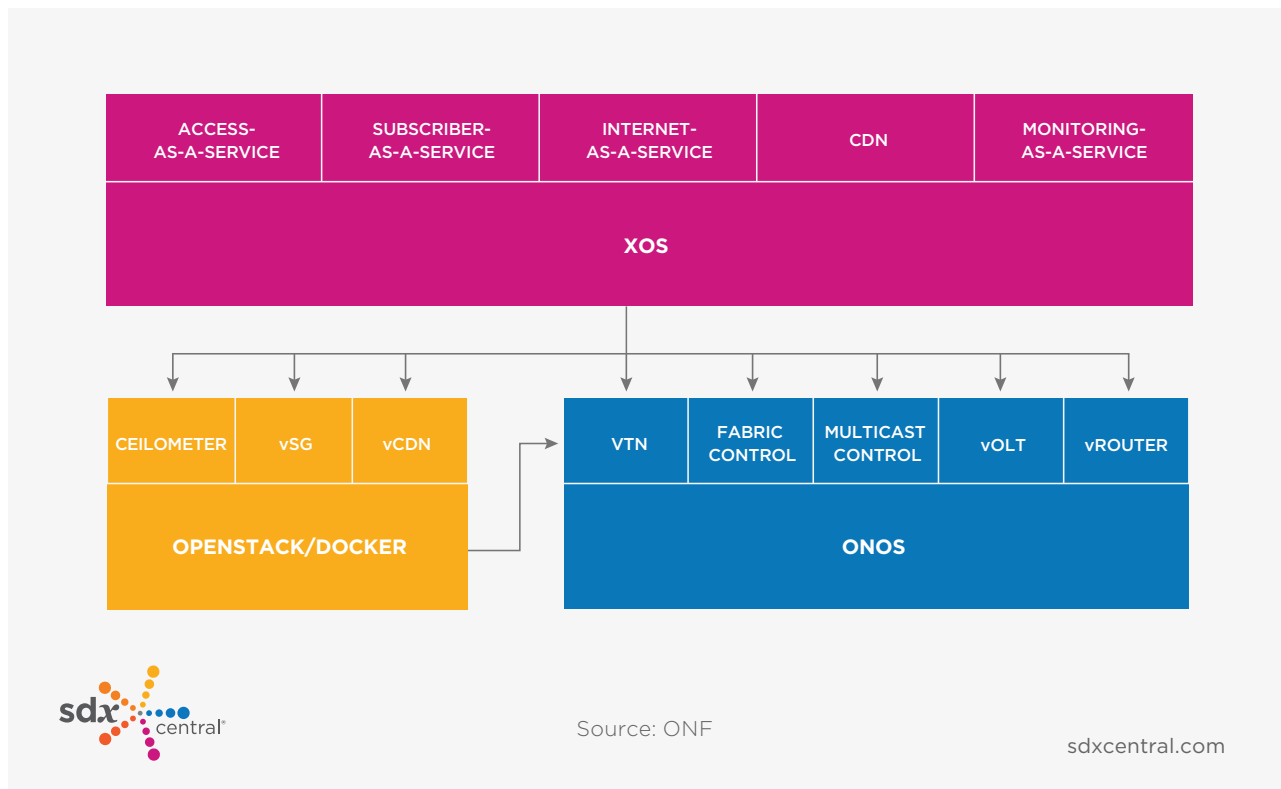 ACCESS-
AS-A-SERVICE
SUBSCRIBER-
AS-A-SERVICE
INTERNET-
AS-A-SERVICE
CDN
MONITORING-
AS-A-SERVICE
XOS
CEILOMETER
vSG
vCDN
OPENSTACK/DOCKER
VTN
FABRIC
CONTROL
MULTICAST
CONTROL
vOLT
vROUTER
ONOS
sdx
central®
Source: ONF
sdxcentral.com